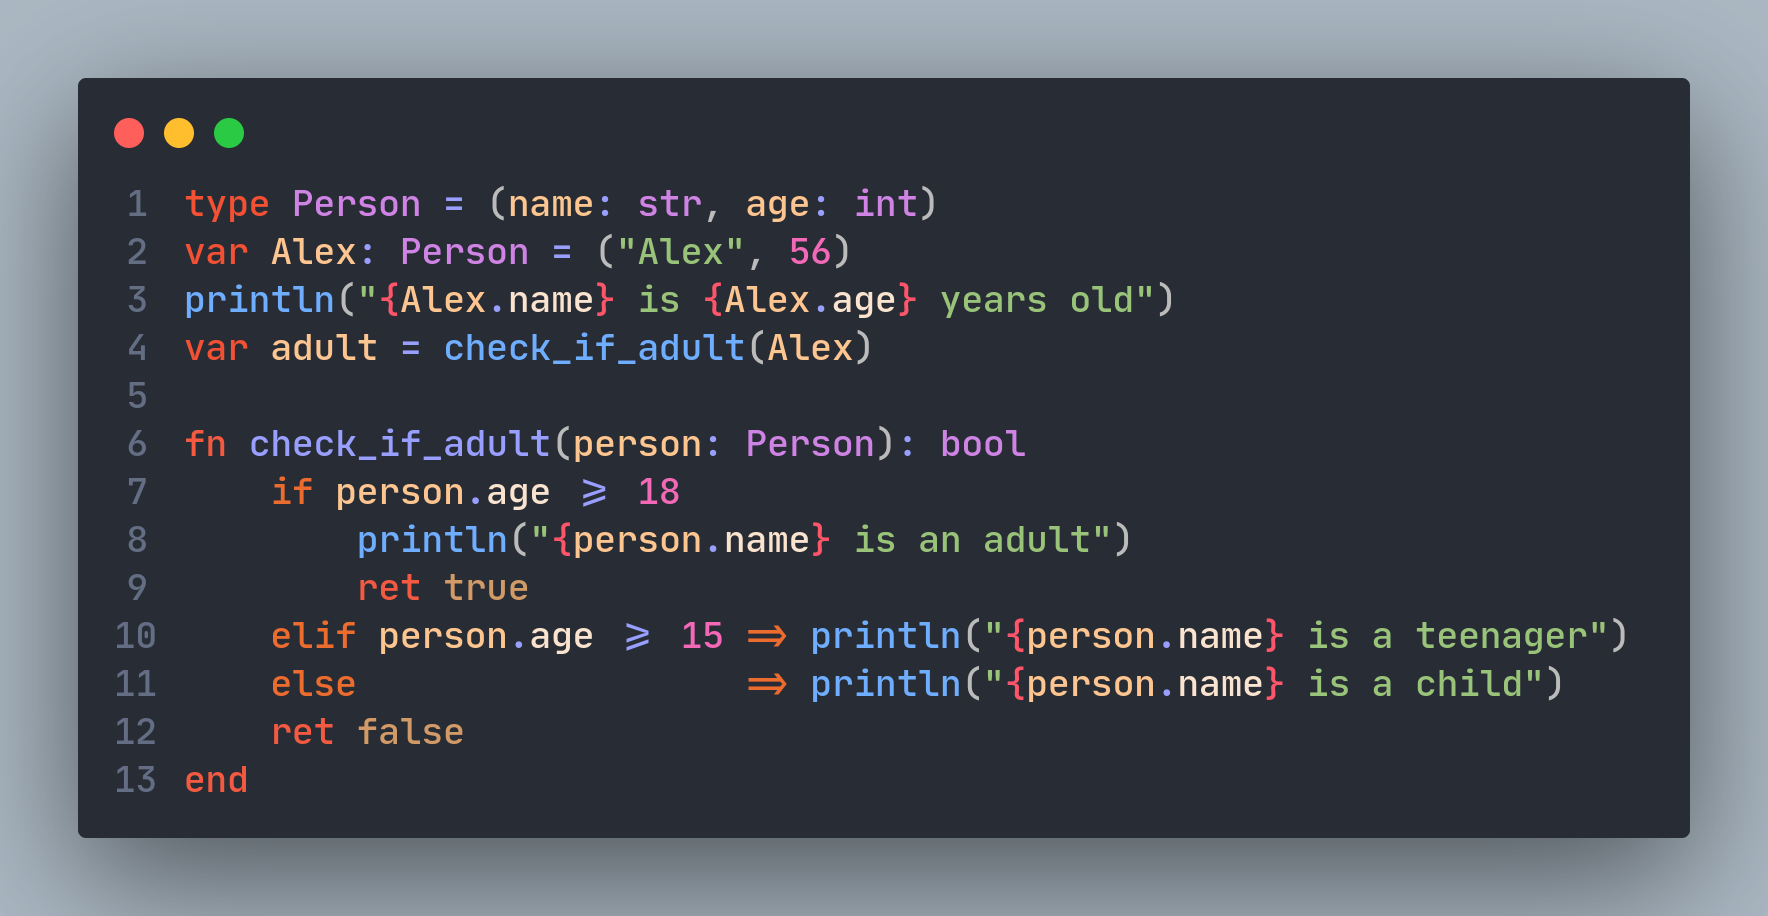 1 type Person = (name: str, age: int)
2 var Alex: Person = ("Alex", 56)
3 println("{Alex.name} is {Alex.age} years old")
4 var adult = check_if_adult(Alex)
5
6 fn check_if_adult(person: Person): bool
7     if person.age >= 18
8         println("{person.name} is an adult")
9         ret true
10     elif person.age >= 15 => println("{person.name} is a teenager")
11     else                  => println("{person.name} is a child")
12     ret false
13 end